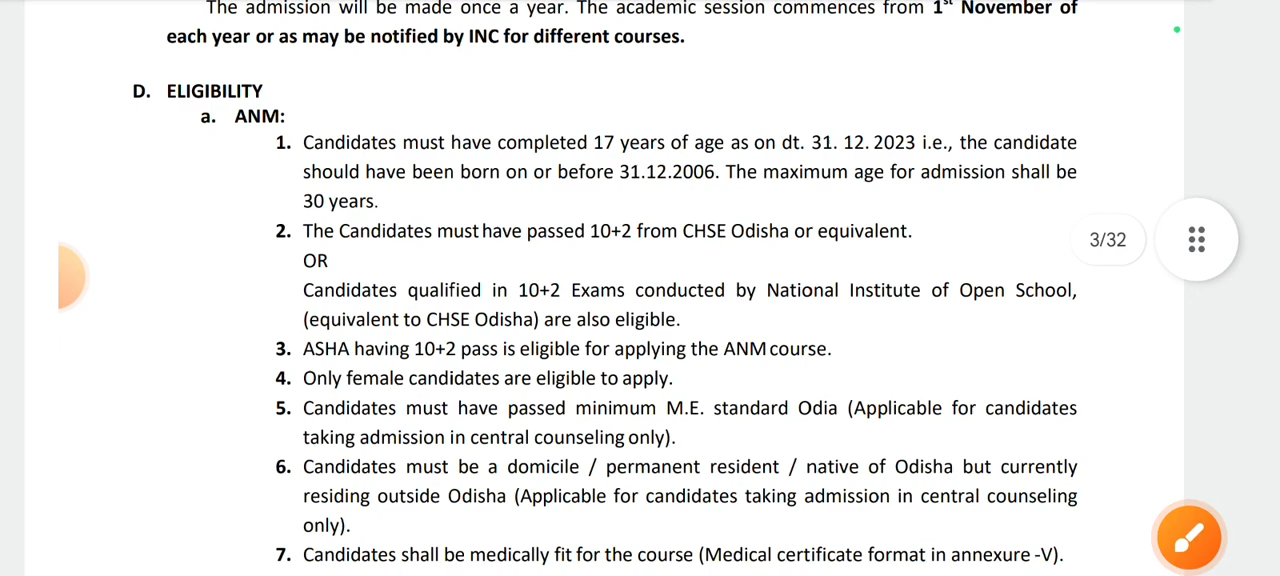 The admission will be made once a year. The academic session commences from 1st November of
each year or as may be notified by INC for different courses.
D. ELIGIBILITY
a. ANM:
1. Candidates must have completed 17 years of age as on dt. 31. 12. 2023 i.e., the candidate
should have been born on or before 31.12.2006. The maximum age for admission shall be
30 years.
2. The Candidates must have passed 10+2 from CHSE Odisha or equivalent.
OR
Candidates qualified in 10+2 Exams conducted by National Institute of Open School,
(equivalent to CHSE Odisha) are also eligible.
3. ASHA having 10+2 pass is eligible for applying the ANM course.
4. Only female candidates are eligible to apply.
5. Candidates must have passed minimum M.E. standard Odia (Applicable for candidates
taking admission in central counseling only).
6. Candidates must be a domicile / permanent resident / native of Odisha but currently
residing outside Odisha (Applicable for candidates taking admission in central counseling
only).
7. Candidates shall be medically fit for the course (Medical certificate format in annexure -V).
3/32